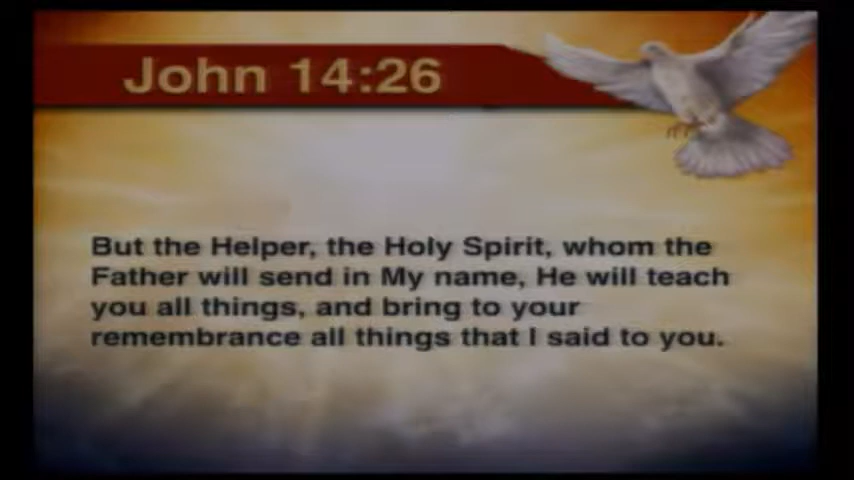 John 14:26
But the Helper, the Holy Spirit, whom the
Father will send in My name, He will teach
you all things, and bring to your
remembrance all things that I said to you.